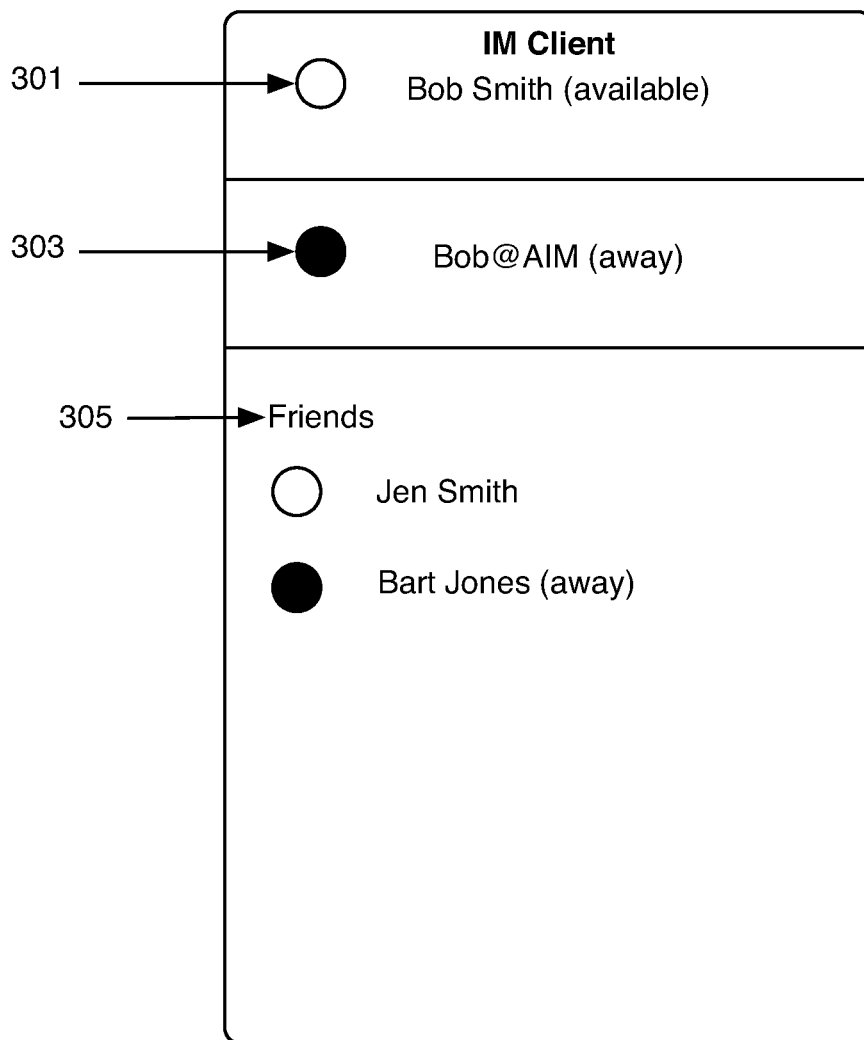 IM Client
301
Bob Smith (available)
303
Bob@AIM (away)
305
Friends
Jen Smith
Bart Jones (away)